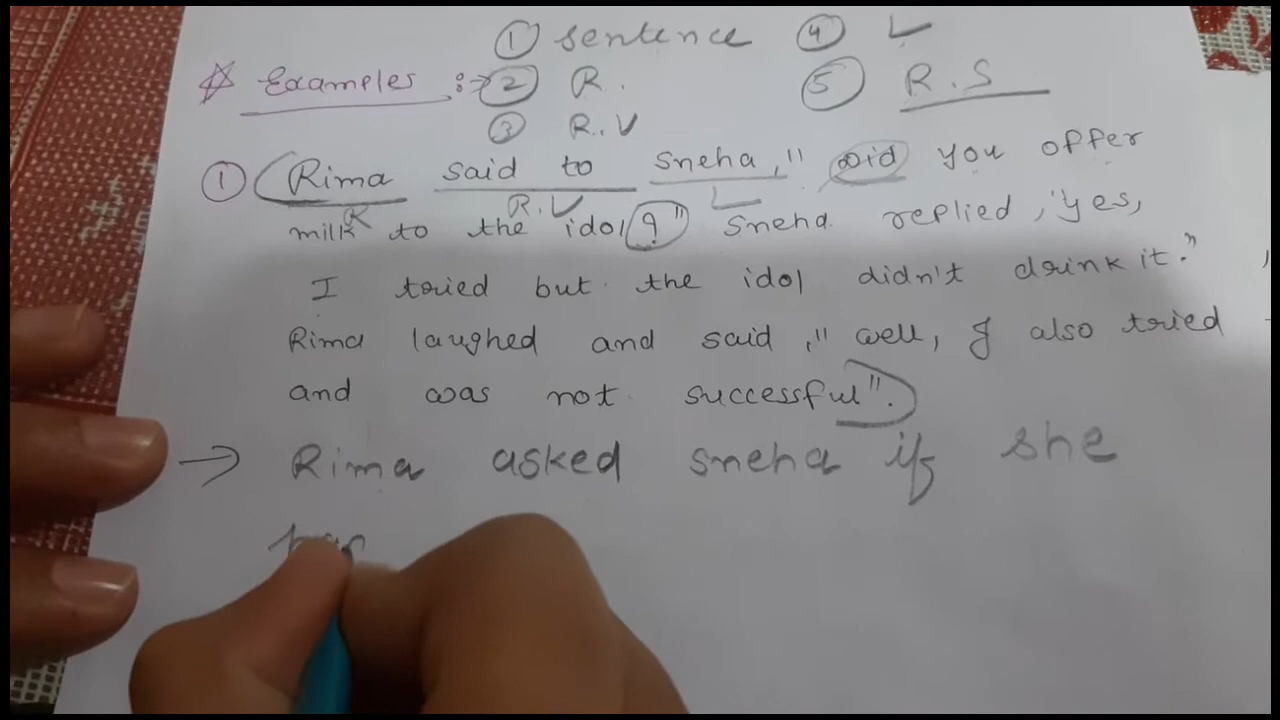 ① sentence ④ L
☆ Examples :→ ② R. ⑤ R.S
③ R.V
① Rima said to Sneha, " Did you offer
R R.V L
milk to the idol ?" Sneha replied, "Yes,
I tried but the idol didn't drink it."
Rima laughed and said, " well, I also tried
and was not successful".
→ Rima asked sneha if she